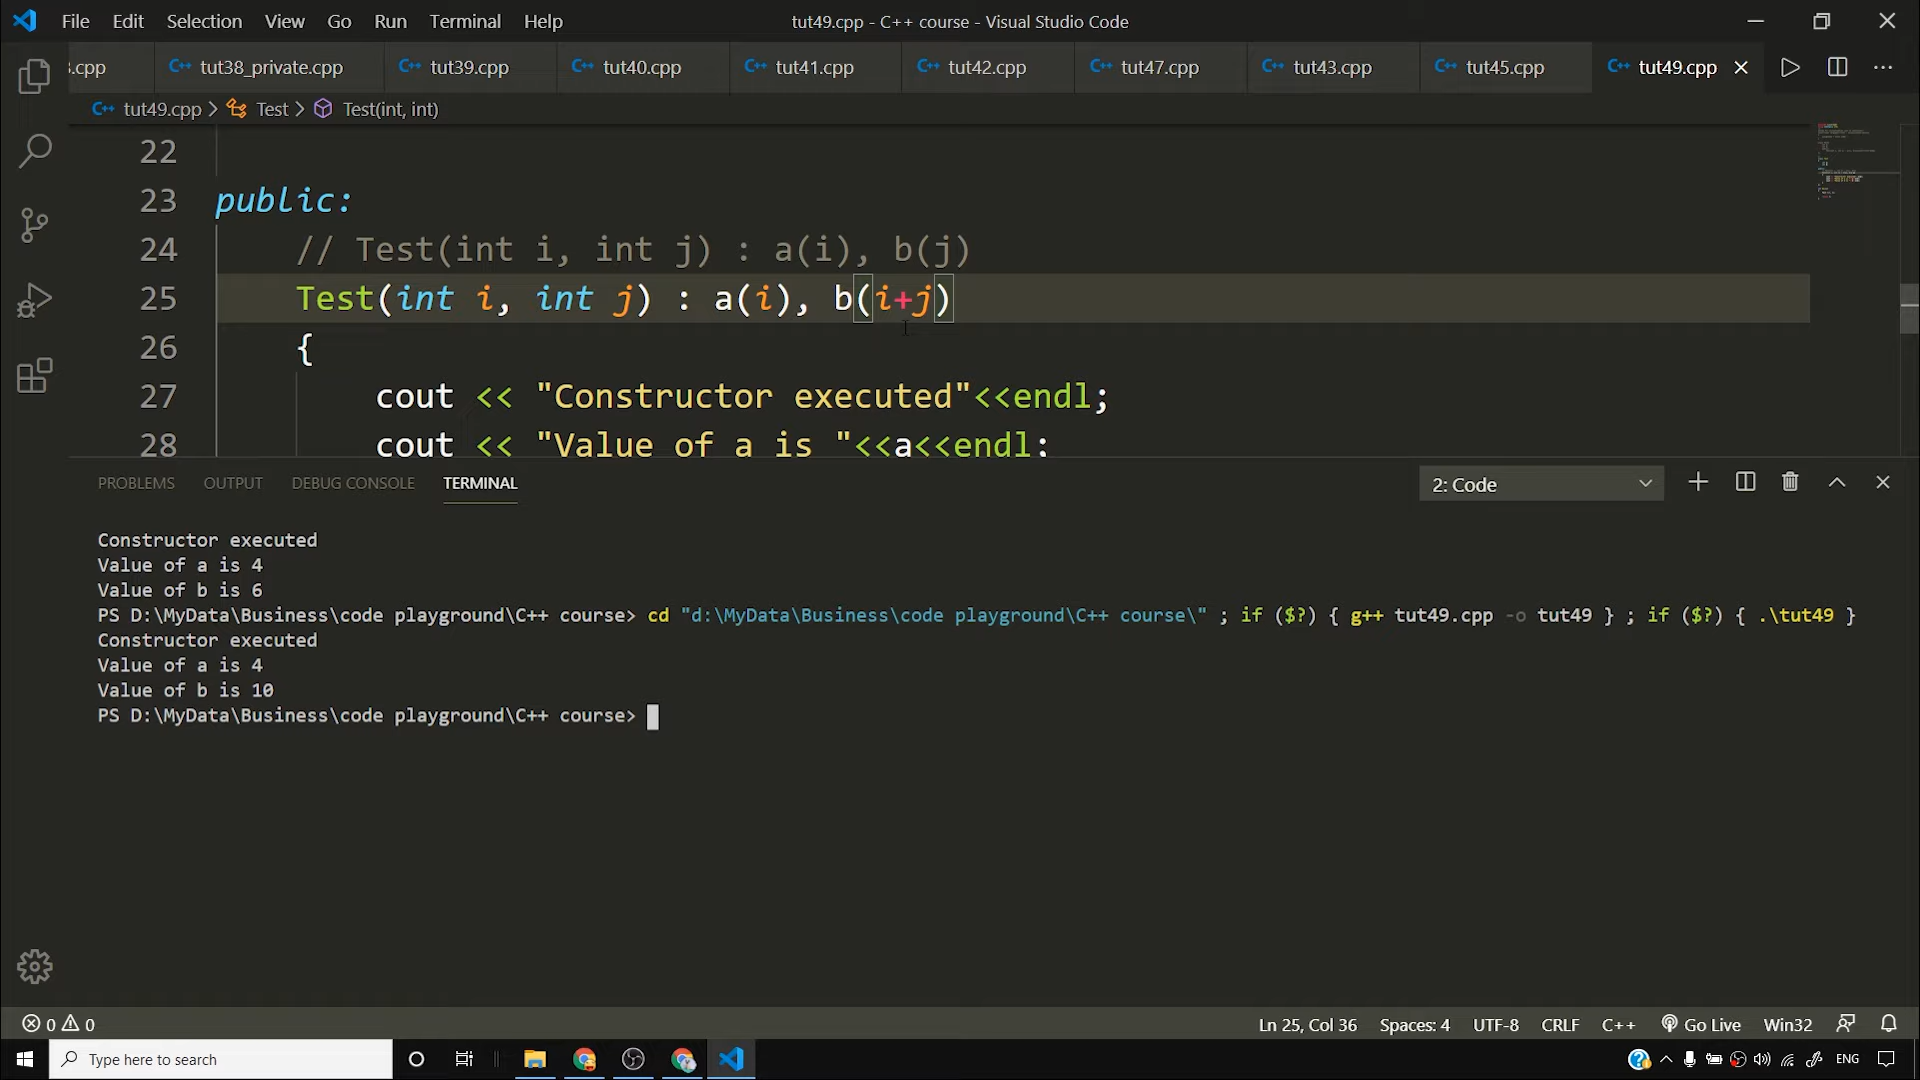 File Edit Selection View Go Run Terminal Help tut49.cpp - C++ course - Visual Studio Code
.cpp tut38_private.cpp tut39.cpp tut40.cpp tut41.cpp tut42.cpp tut47.cpp tut43.cpp tut45.cpp tut49.cpp
tut49.cpp > Test > Test(int, int)
22
23 public:
24 // Test(int i, int j) : a(i), b(j)
25 Test(int i, int j) : a(i), b(i+j)
26 {
27 cout << "Constructor executed"<<endl;
28 cout << "Value of a is "<<a<<endl;
PROBLEMS OUTPUT DEBUG CONSOLE TERMINAL 2: Code
Constructor executed
Value of a is 4
Value of b is 6
PS D:\MyData\Business\code playground\C++ course> cd "d:\MyData\Business\code playground\C++ course\" ; if ($?) { g++ tut49.cpp -o tut49 } ; if ($?) { .\tut49 }
Constructor executed
Value of a is 4
Value of b is 10
PS D:\MyData\Business\code playground\C++ course>
0 0 Ln 25, Col 36 Spaces: 4 UTF-8 CRLF C++ Go Live Win32
Type here to search ENG